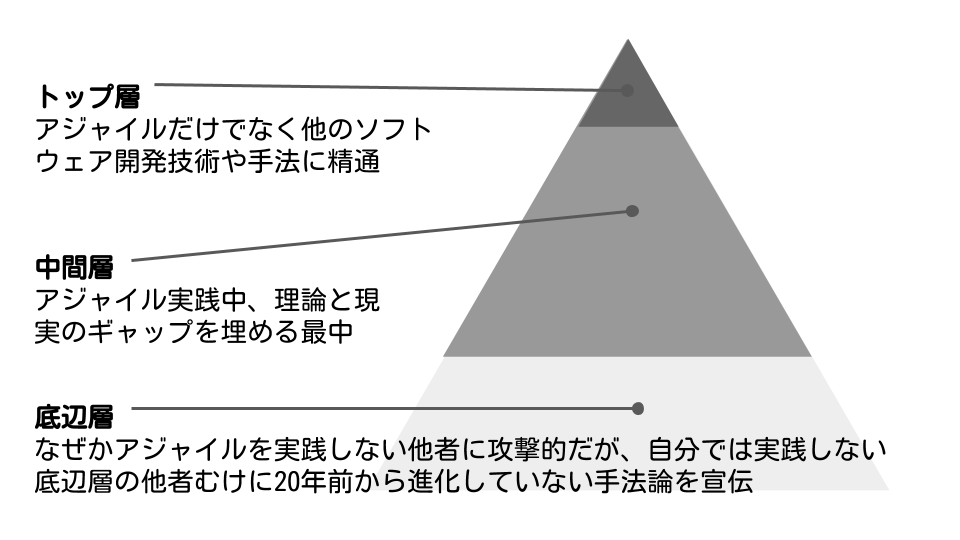 トップ層
アジャイルだけでなく他のソフト
ウェア開発技術や手法に精通
中間層
アジャイル実践中、理論と現
実のギャップを埋める最中
底辺層
なぜかアジャイルを実践しない他者に攻撃的だが、自分では実践しない
底辺層の他者むけに20年前から進化していない手法論を宣伝